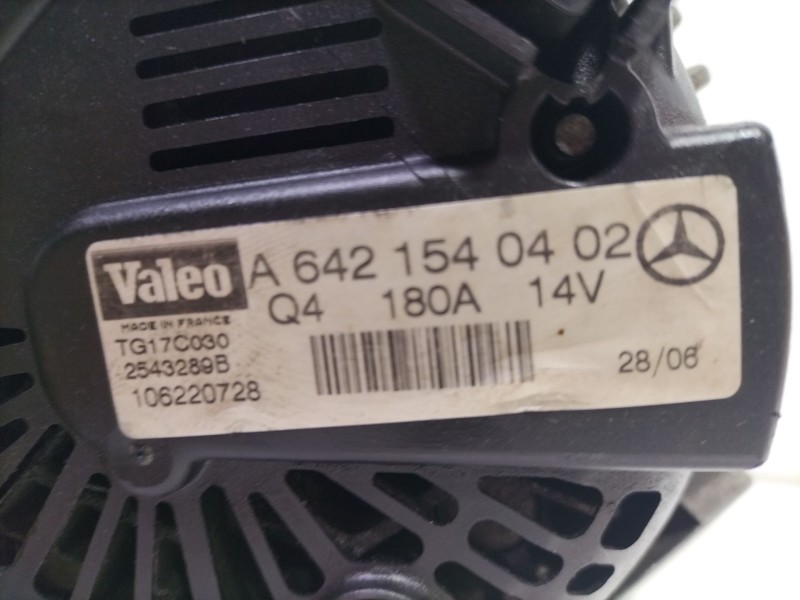 Valeo A 642 154 04 02
Q4 180A 14V
MADE IN FRANCE
TG17C030
2543289B
106220728
28/06